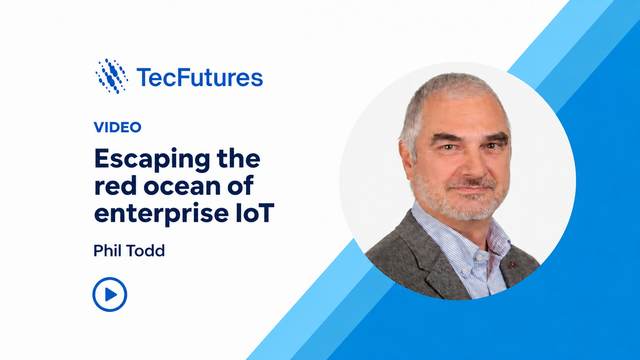 TecFutures
VIDEO
Escaping the
red ocean of
enterprise IoT
Phil Todd